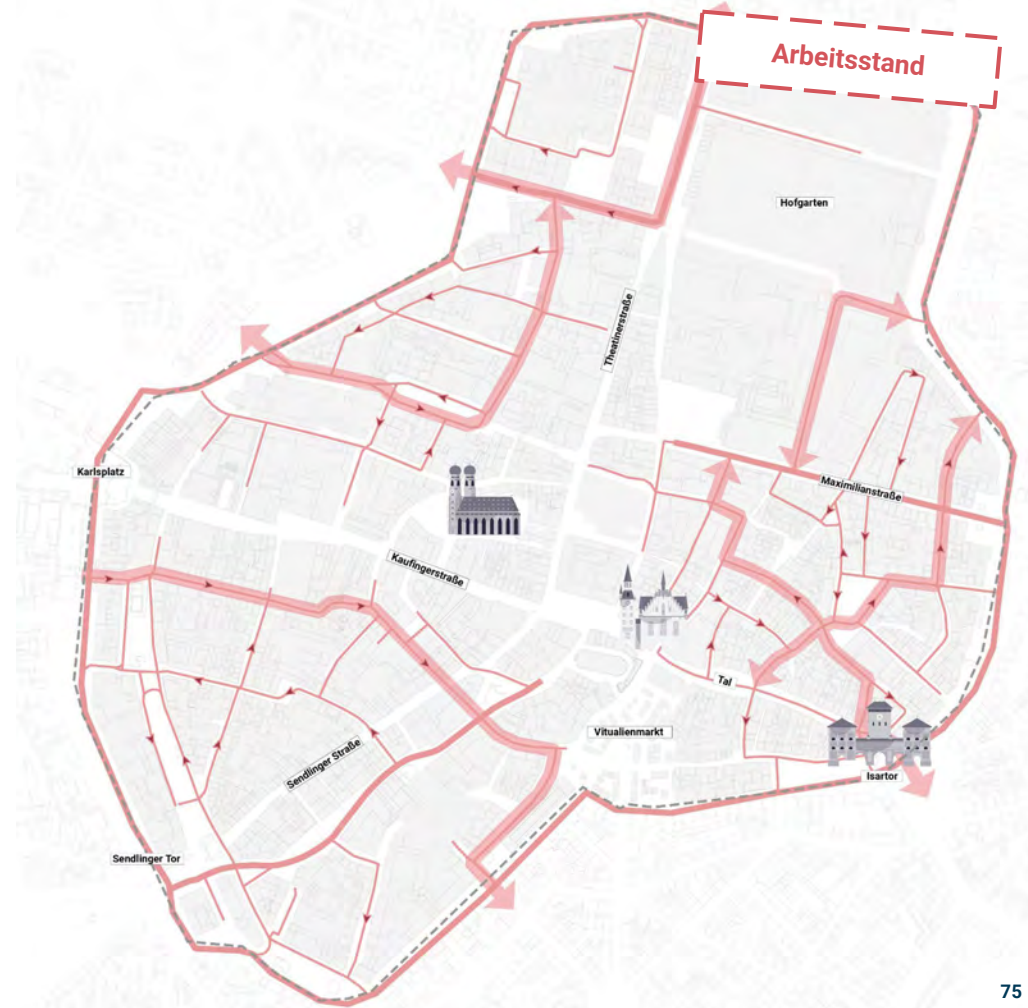 Arbeitsstand
Hofgarten
Theatinerstraße
Karlsplatz
Maximilianstraße
Kaufingerstraße
Tal
Vitualienmarkt
Sendlinger Straße
Isartor
Sendlinger Tor
75